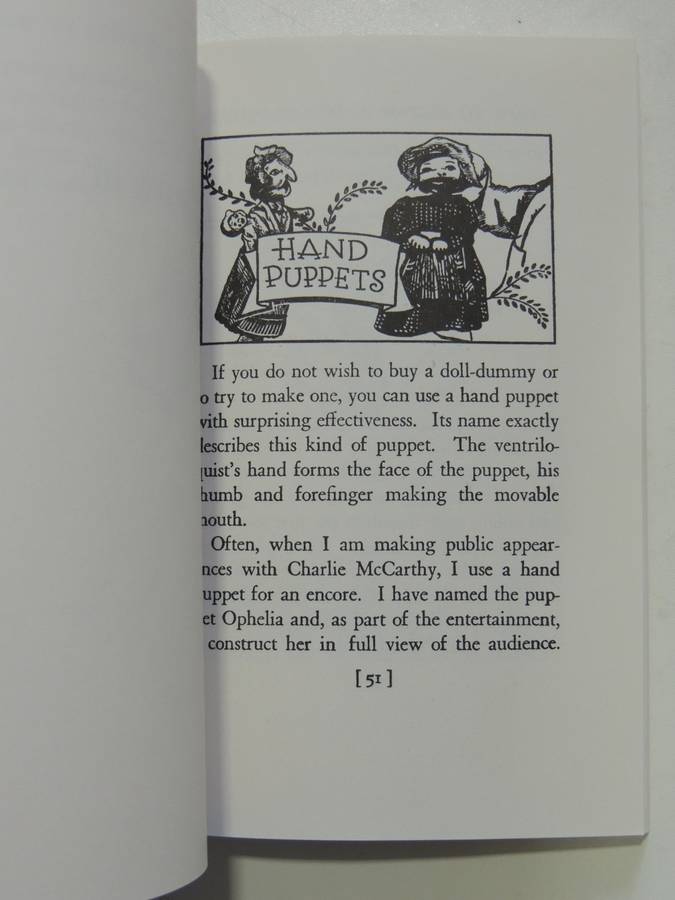 HAND
PUPPETS
If you do not wish to buy a doll-dummy or
o try to make one, you can use a hand puppet
with surprising effectiveness. Its name exactly
describes this kind of puppet. The ventrilo-
quist's hand forms the face of the puppet, his
humb and forefinger making the movable
mouth.
Often, when I am making public appear-
nces with Charlie McCarthy, I use a hand
uppet for an encore. I have named the pup-
et Ophelia and, as part of the entertainment,
construct her in full view of the audience.
[51]